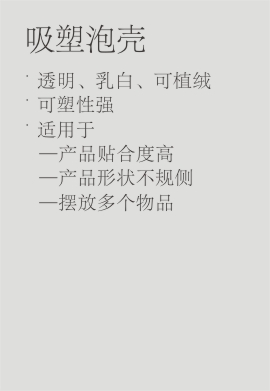 吸塑泡壳
· 透明、乳白、可植绒
· 可塑性强
· 适用于
—产品贴合度高
—产品形状不规侧
—摆放多个物品